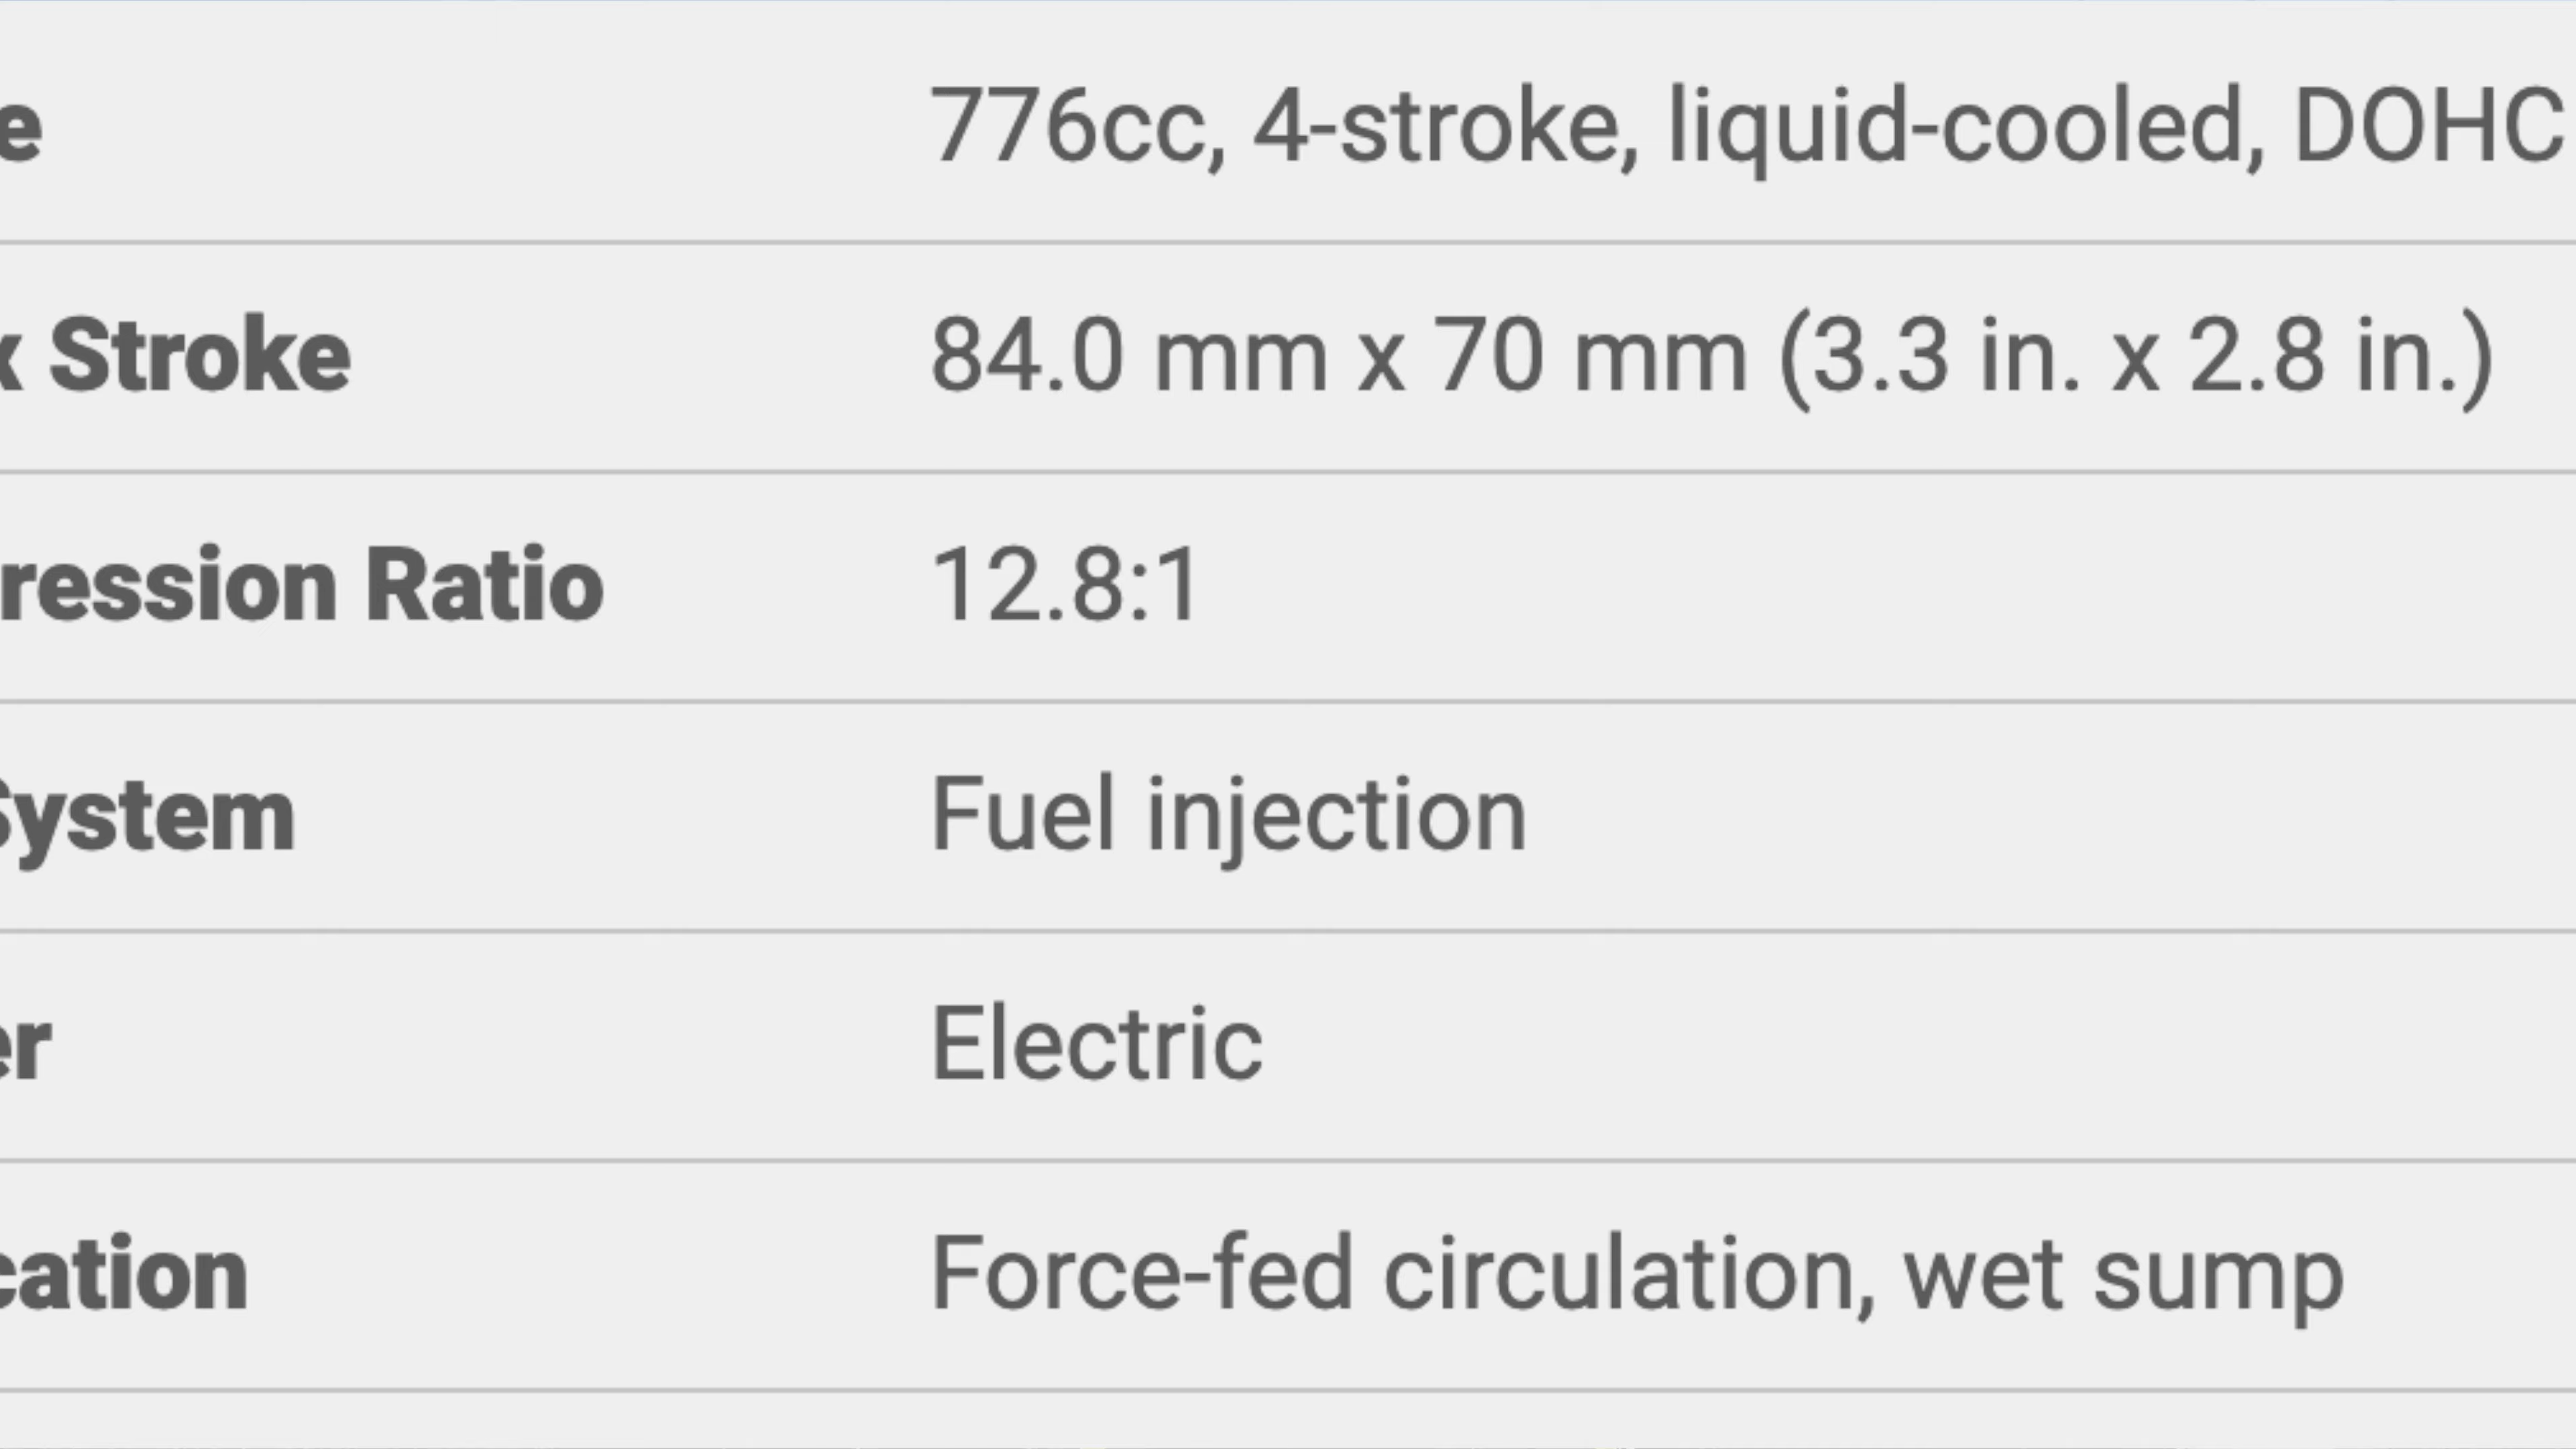 e 776cc, 4-stroke, liquid-cooled, DOHC
x Stroke 84.0 mm x 70 mm (3.3 in. x 2.8 in.)
ression Ratio 12.8:1
System Fuel injection
er Electric
cation Force-fed circulation, wet sump